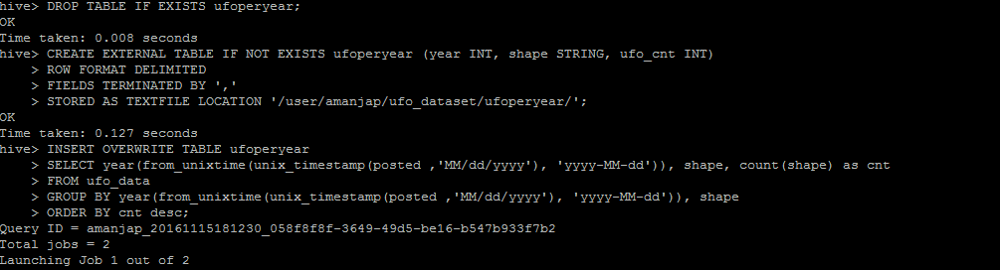 hive> DROP TABLE IF EXISTS ufoperyear;
OK
Time taken: 0.008 seconds
hive> CREATE EXTERNAL TABLE IF NOT EXISTS ufoperyear (year INT, shape STRING, ufo_cnt INT)
    > ROW FORMAT DELIMITED
    > FIELDS TERMINATED BY ','
    > STORED AS TEXTFILE LOCATION '/user/amanjap/ufo_dataset/ufoperyear/';
OK
Time taken: 0.127 seconds
hive> INSERT OVERWRITE TABLE ufoperyear
    > SELECT year(from_unixtime(unix_timestamp(posted ,'MM/dd/yyyy'), 'yyyy-MM-dd')), shape, count(shape) as cnt
    > FROM ufo_data
    > GROUP BY year(from_unixtime(unix_timestamp(posted ,'MM/dd/yyyy'), 'yyyy-MM-dd')), shape
    > ORDER BY cnt desc;
Query ID = amanjap_20161115181230_058f8f8f-3649-49d5-be16-b547b933f7b2
Total jobs = 2
Launching Job 1 out of 2